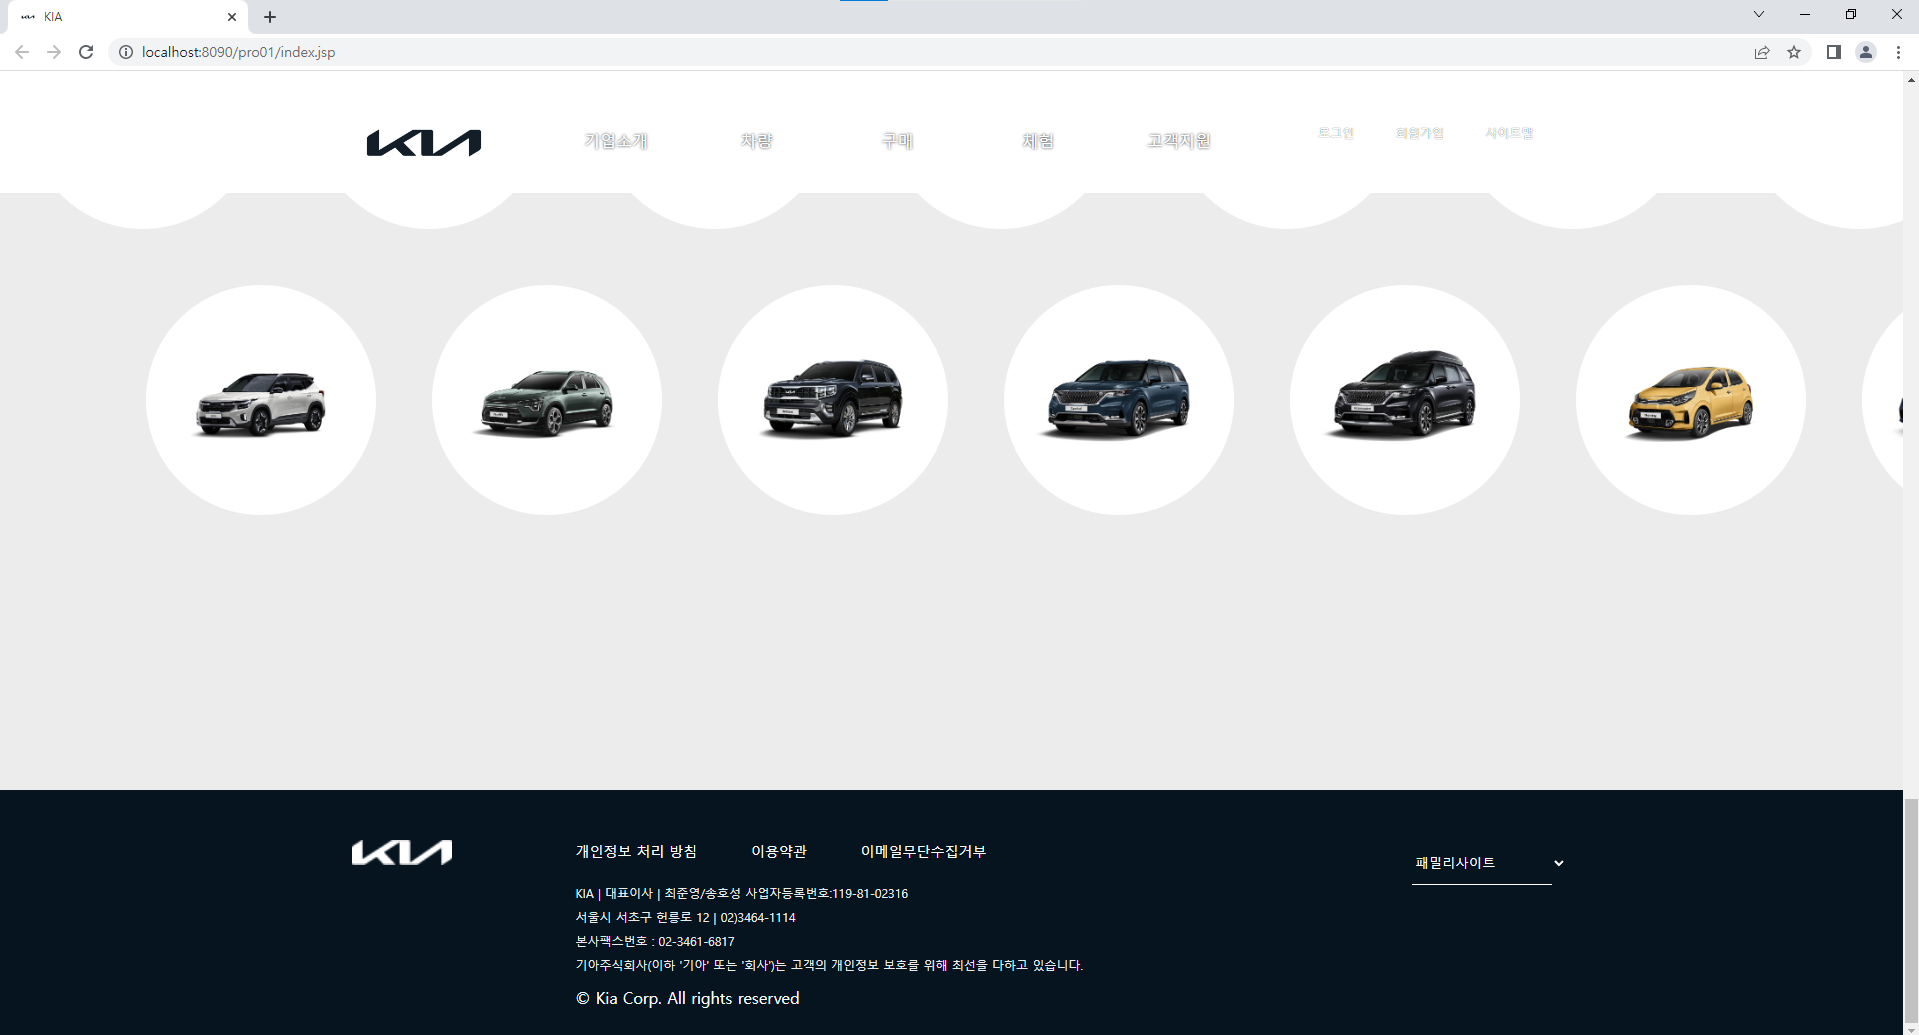 KIA
localhost:8090/pro01/index.jsp
KIA 기업소개 차량 구매 체험 고객지원 로그인 회원가입 사이트맵
KIA 개인정보 처리 방침 이용약관 이메일무단수집거부 패밀리사이트
KIA | 대표이사 | 최준영/송호성 사업자등록번호:119-81-02316
서울시 서초구 헌릉로 12 | 02)3464-1114
본사팩스번호 : 02-3461-6817
기아주식회사(이하 '기아' 또는 '회사')는 고객의 개인정보 보호를 위해 최선을 다하고 있습니다.
© Kia Corp. All rights reserved